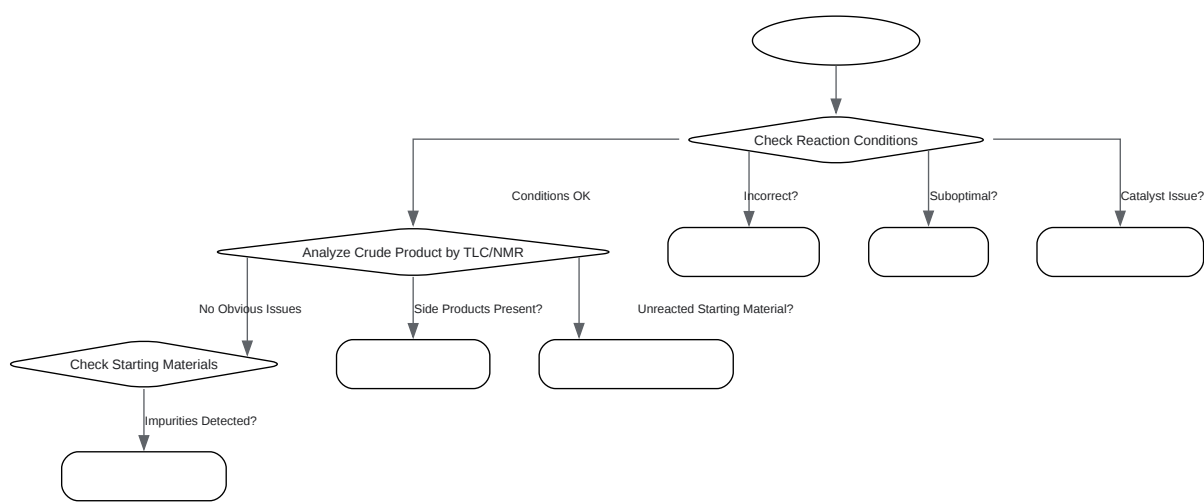 Check Reaction Conditions
Conditions OK
Incorrect?
Suboptimal?
Catalyst Issue?
Analyze Crude Product by TLC/NMR
No Obvious Issues
Side Products Present?
Unreacted Starting Material?
Check Starting Materials
Impurities Detected?